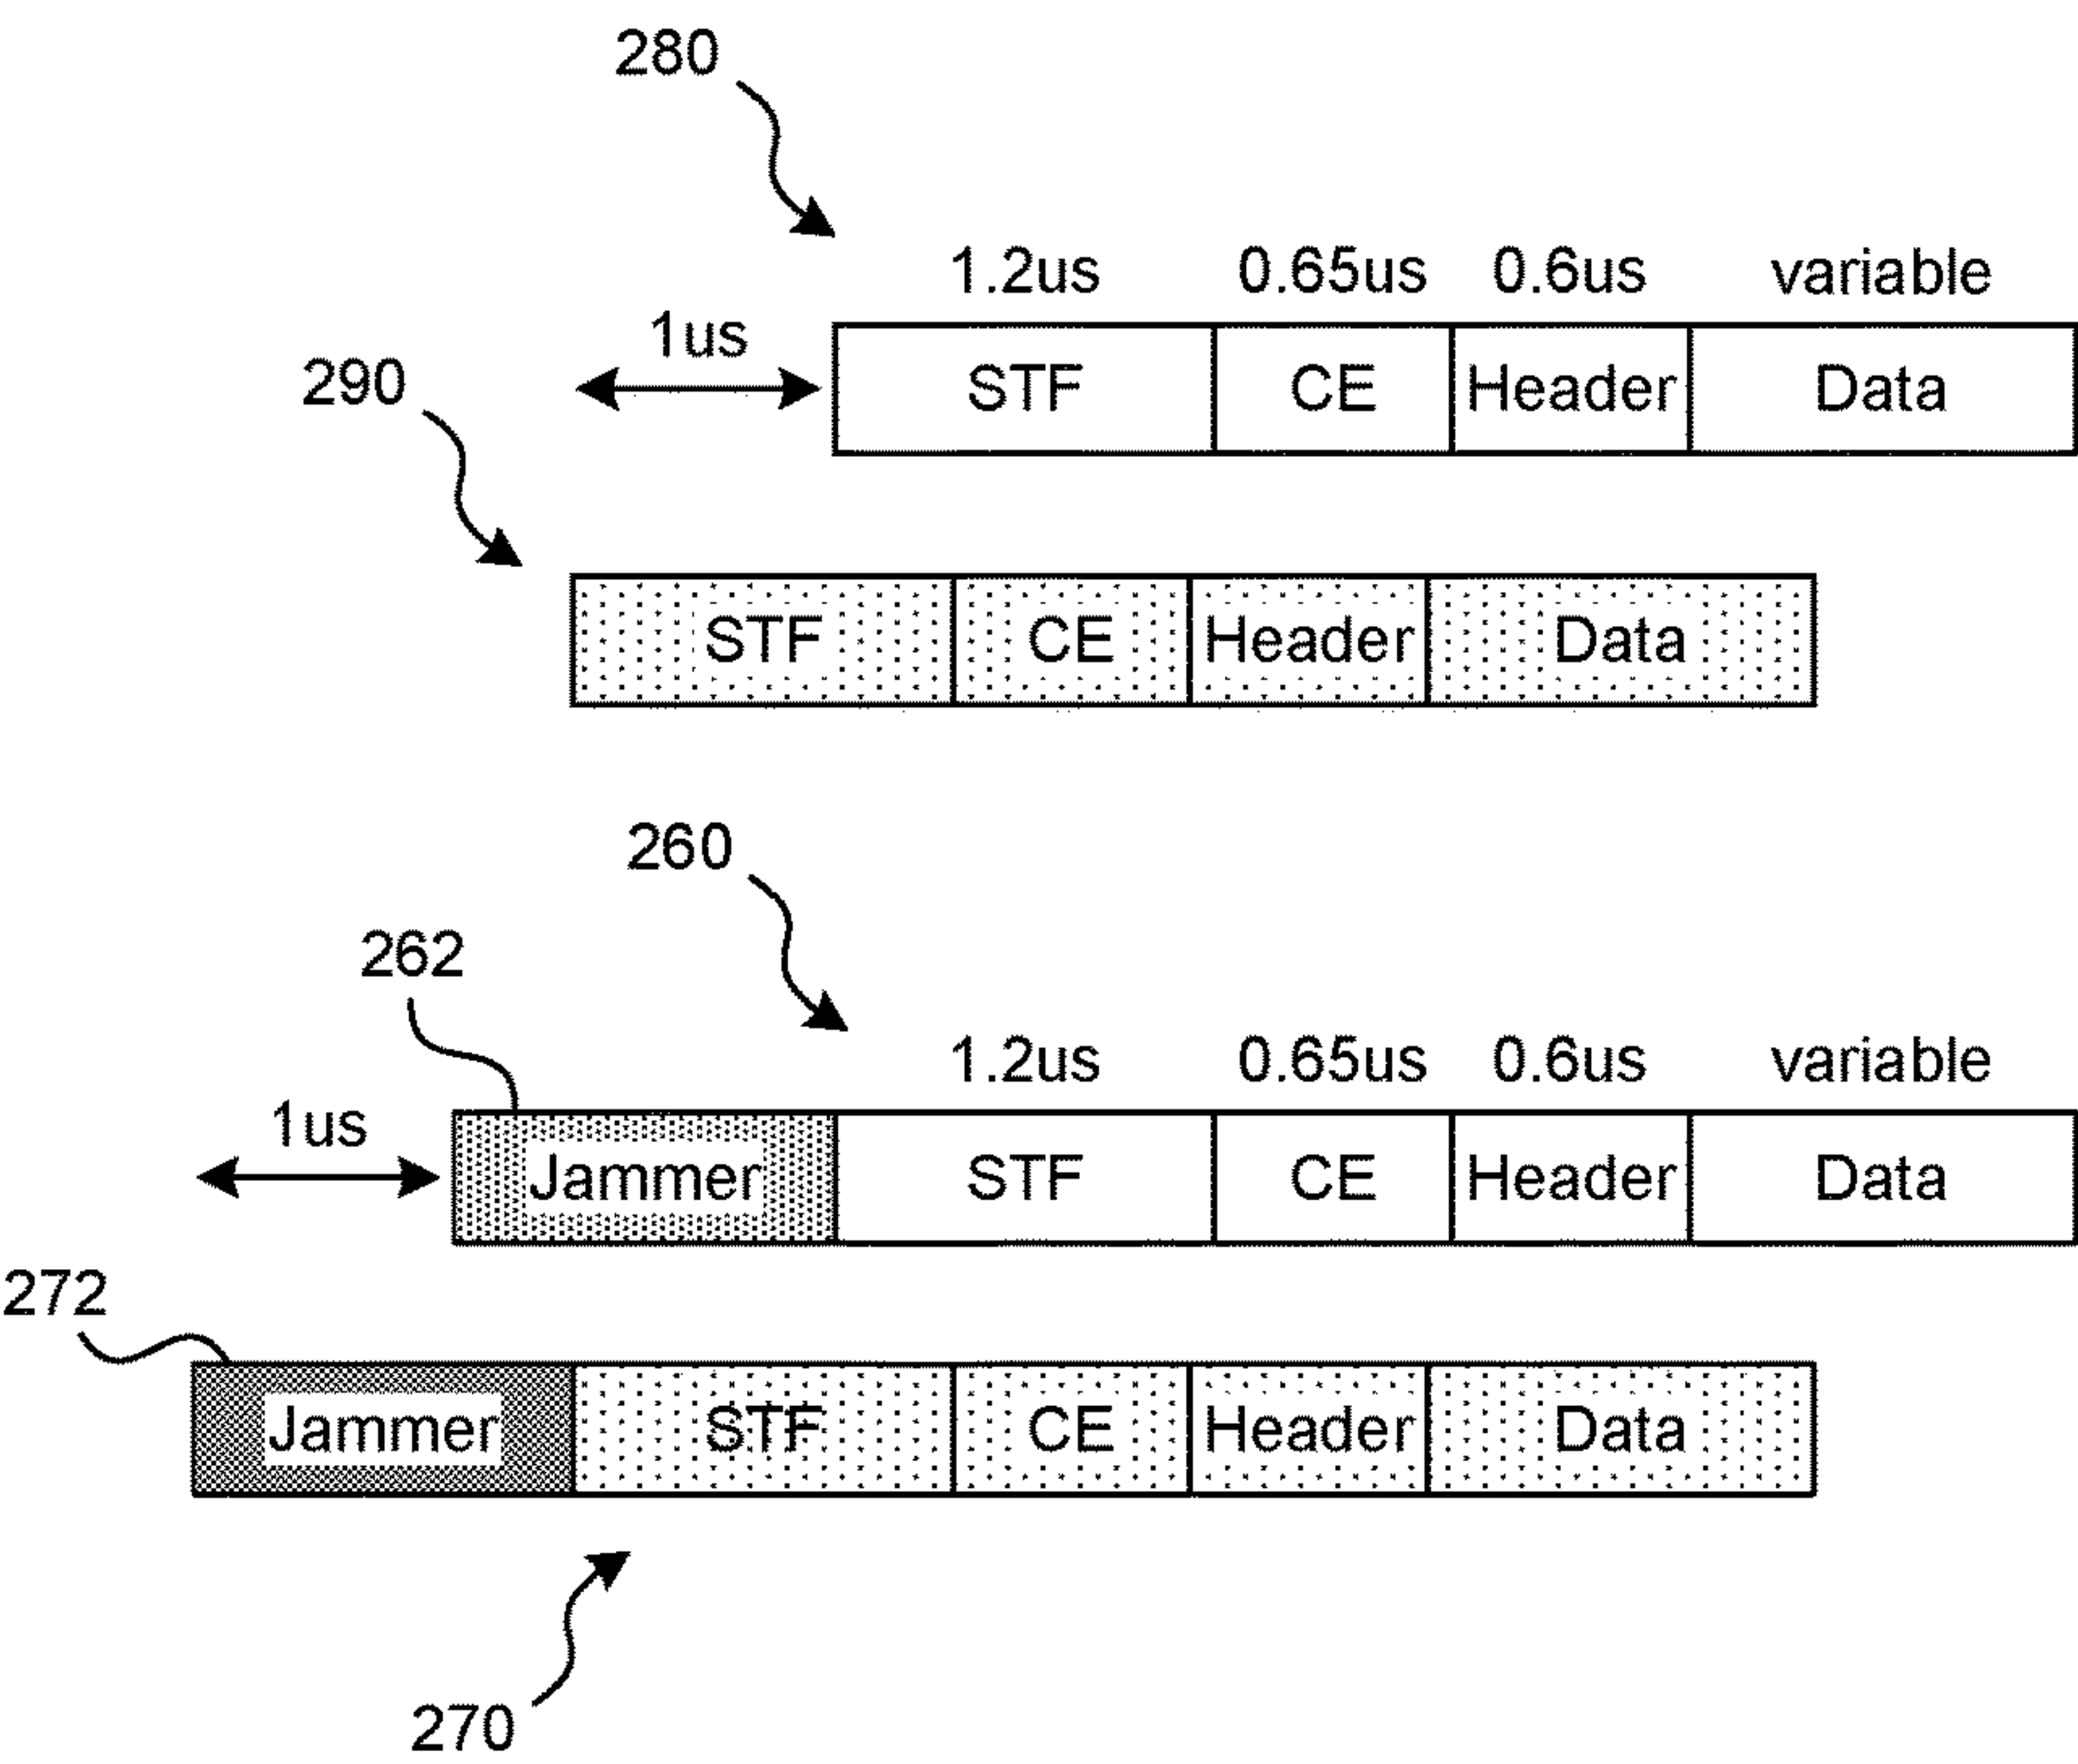 280
1.2us 0.65us 0.6us variable
1us
290
STF CE Header Data
STF CE Header Data
260
262
1.2us 0.65us 0.6us variable
1us
Jammer STF CE Header Data
272
Jammer STF CE Header Data
270